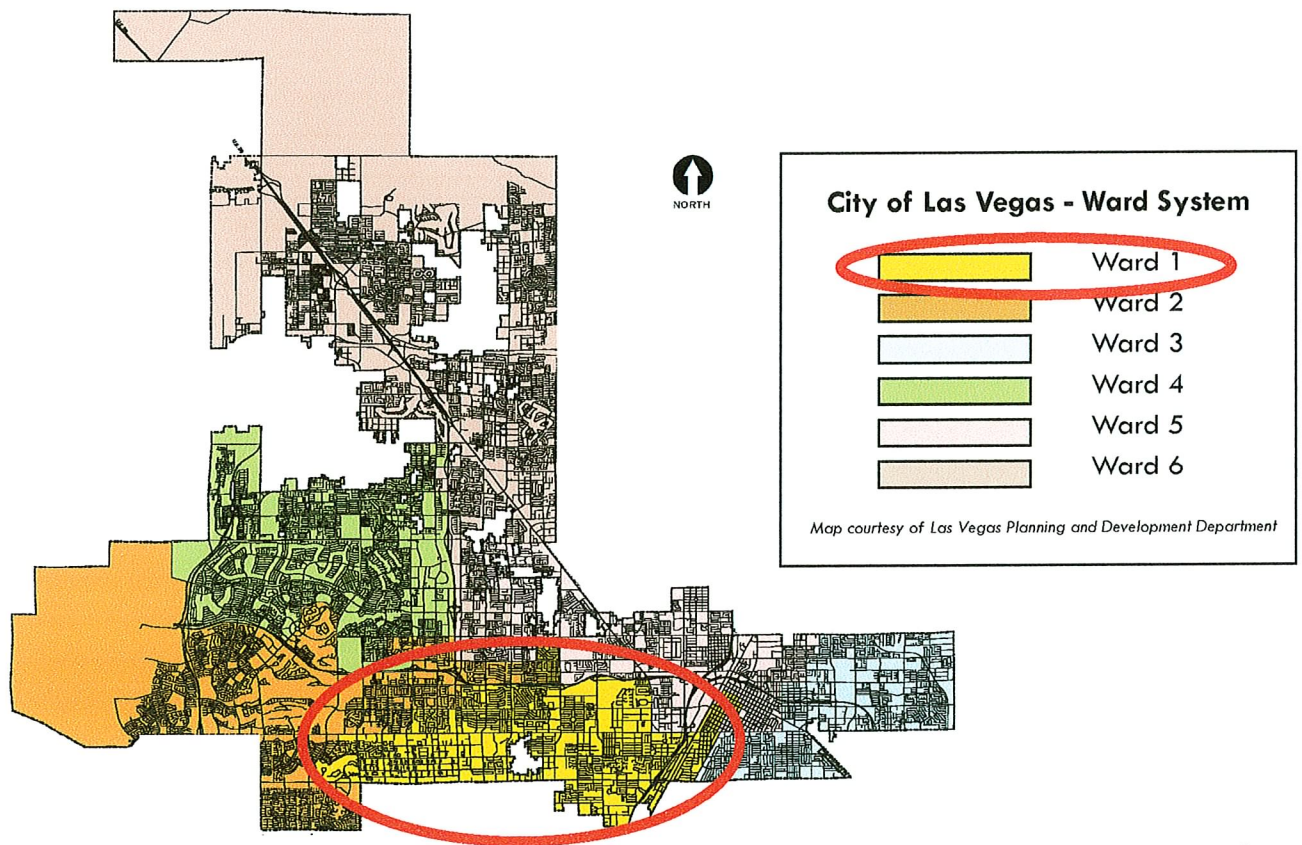 NORTH
City of Las Vegas - Ward System
Ward 1
Ward 2
Ward 3
Ward 4
Ward 5
Ward 6
Map courtesy of Las Vegas Planning and Development Department